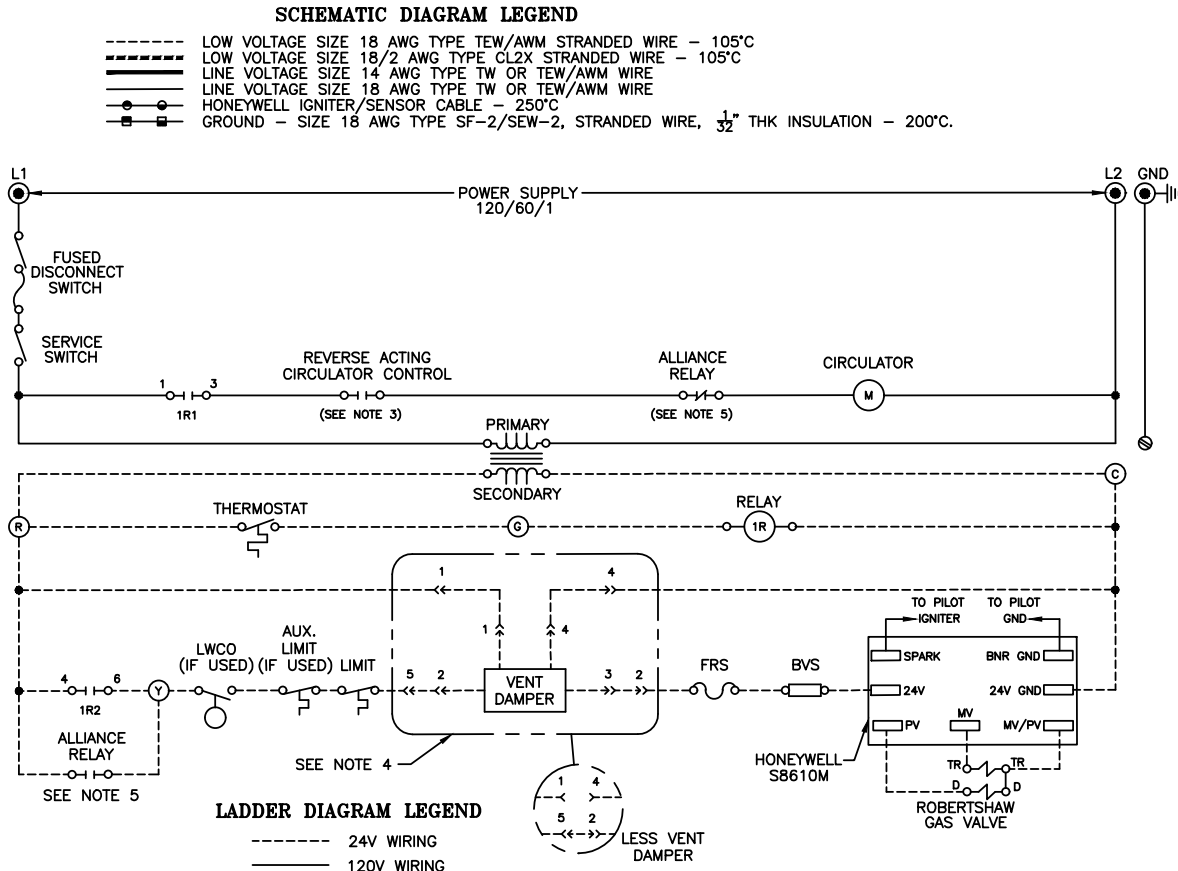 SCHEMATIC DIAGRAM LEGEND
LOW VOLTAGE SIZE 18 AWG TYPE TEW/AWM STRANDED WIRE - 105°C
LOW VOLTAGE SIZE 18/2 AWG TYPE CL2X STRANDED WIRE - 105°C
LINE VOLTAGE SIZE 14 AWG TYPE TW OR TEW/AWM WIRE
LINE VOLTAGE SIZE 18 AWG TYPE TW OR TEW/AWM WIRE
HONEYWELL IGNITER/SENSOR CABLE - 250°C
GROUND - SIZE 18 AWG TYPE SF-2/SEW-2, STRANDED WIRE, 1/32" THK INSULATION - 200°C.
L1
L2 GND
POWER SUPPLY
120/60/1
FUSED
DISCONNECT
SWITCH
SERVICE
SWITCH
1 3
1R1
REVERSE ACTING
CIRCULATOR CONTROL
(SEE NOTE 3)
ALLIANCE
RELAY
(SEE NOTE 5)
CIRCULATOR
M
PRIMARY
SECONDARY
C
R
THERMOSTAT
G
RELAY
1R
1
4
1
4
TO PILOT
IGNITER
TO PILOT
GND
LWCO
(IF USED)
AUX.
LIMIT
(IF USED)
LIMIT
4 6
1R2
Y
5 2
VENT
DAMPER
3 2
FRS
BVS
SPARK
BNR GND
24V
24V GND
PV
MV
MV/PV
ALLIANCE
RELAY
SEE NOTE 5
SEE NOTE 4
HONEYWELL
S8610M
TR
TR
D
D
ROBERTSHAW
GAS VALVE
1 4
5 2
LESS VENT
DAMPER
LADDER DIAGRAM LEGEND
24V WIRING
120V WIRING